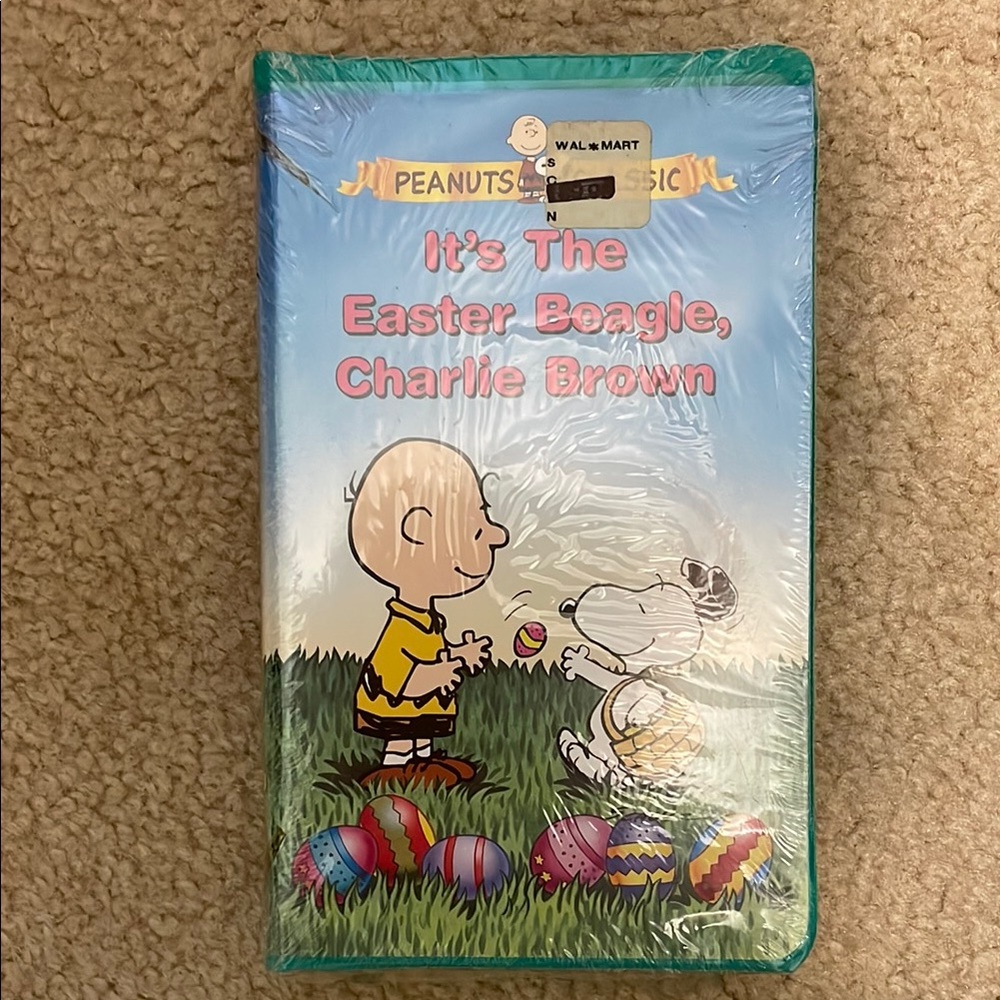 WAL*MART
S
C
N
PEANUTS
SSIC
It's The
Easter Beagle,
Charlie Brown